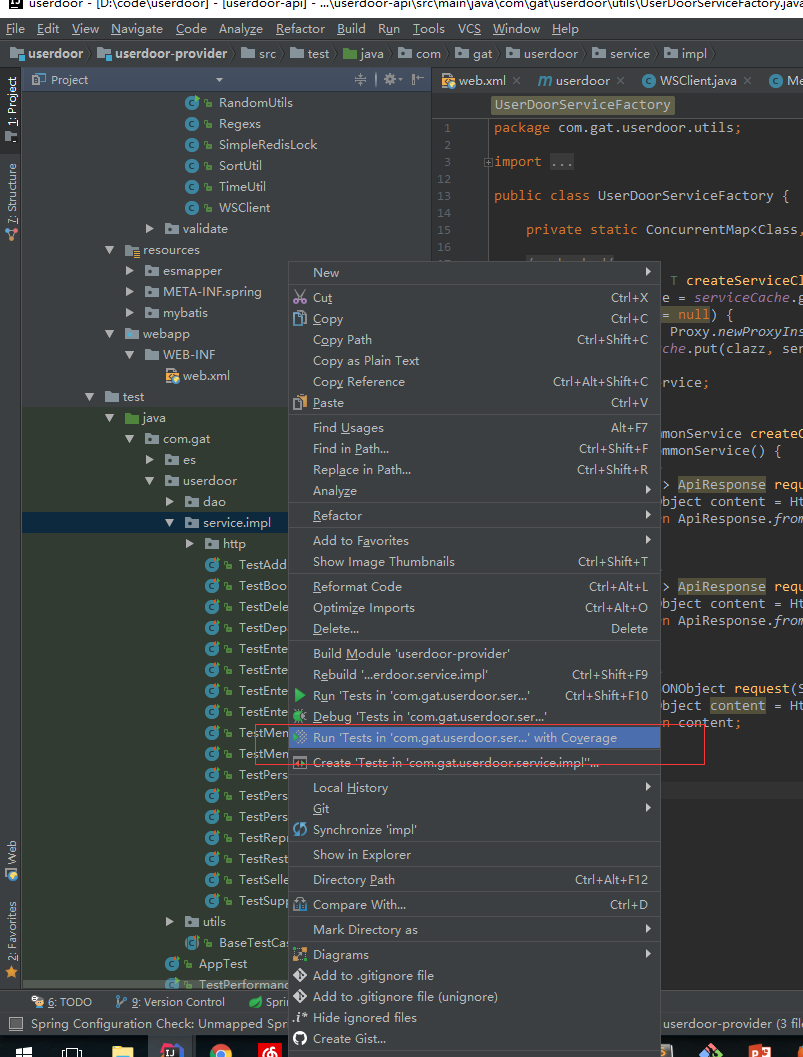 userdoor - [D:\code\userdoor] - [userdoor-api] - ...\userdoor-api\src\main\java\com\gat\userdoor\utils\UserDoorServiceFactory.java
File Edit View Navigate Code Analyze Refactor Build Run Tools VCS Window Help
userdoor userdoor-provider src test java com gat userdoor service impl
Project
web.xml userdoor WSClient.java Me
1: Project
7: Structure
Web
2: Favorites
RandomUtils
Regexs
SimpleRedisLock
SortUtil
TimeUtil
WSClient
validate
resources
esmapper
META-INF.spring
mybatis
webapp
WEB-INF
web.xml
test
java
com.gat
es
userdoor
dao
service.impl
http
TestAdd
TestBoo
TestDele
TestDepa
TestEnte
TestEnte
TestEnte
TestEnte
TestMem
TestMem
TestPers
TestPers
TestPers
TestRepr
TestRest
TestSelle
TestSupp
utils
BaseTestCas
AppTest
TestPerformanc
UserDoorServiceFactory
1 package com.gat.userdoor.utils;
2
3 import ...
12
13 public class UserDoorServiceFactory {
14
15 private static ConcurrentMap<Class,
16
T createServiceCl
e = serviceCache.g
= null) {
Proxy.newProxyIns
che.put(clazz, ser
ervice;
mmonService createC
mmonService() {
> ApiResponse requ
Object content = Ht
n ApiResponse.from
> ApiResponse requ
Object content = Ht
n ApiResponse.from
ONObject request(S
Object content = Ht
n content;
New
Cut Ctrl+X
Copy Ctrl+C
Copy Path Ctrl+Shift+C
Copy as Plain Text
Copy Reference Ctrl+Alt+Shift+C
Paste Ctrl+V
Find Usages Alt+F7
Find in Path... Ctrl+Shift+F
Replace in Path... Ctrl+Shift+R
Analyze
Refactor
Add to Favorites
Show Image Thumbnails Ctrl+Shift+T
Reformat Code Ctrl+Alt+L
Optimize Imports Ctrl+Alt+O
Delete... Delete
Build Module 'userdoor-provider'
Rebuild '...erdoor.service.impl' Ctrl+Shift+F9
Run 'Tests in 'com.gat.userdoor.ser...' Ctrl+Shift+F10
Debug 'Tests in 'com.gat.userdoor.ser...'
Run 'Tests in 'com.gat.userdoor.ser...' with Coverage
Create 'Tests in 'com.gat.userdoor.service.impl''...
Local History
Git
Synchronize 'impl'
Show in Explorer
Directory Path Ctrl+Alt+F12
Compare With... Ctrl+D
Mark Directory as
Diagrams
Add to .gitignore file
Add to .gitignore file (unignore)
Hide ignored files
Create Gist...
6: TODO 9: Version Control Spri
Spring Configuration Check: Unmapped Spr
userdoor-provider (3 file